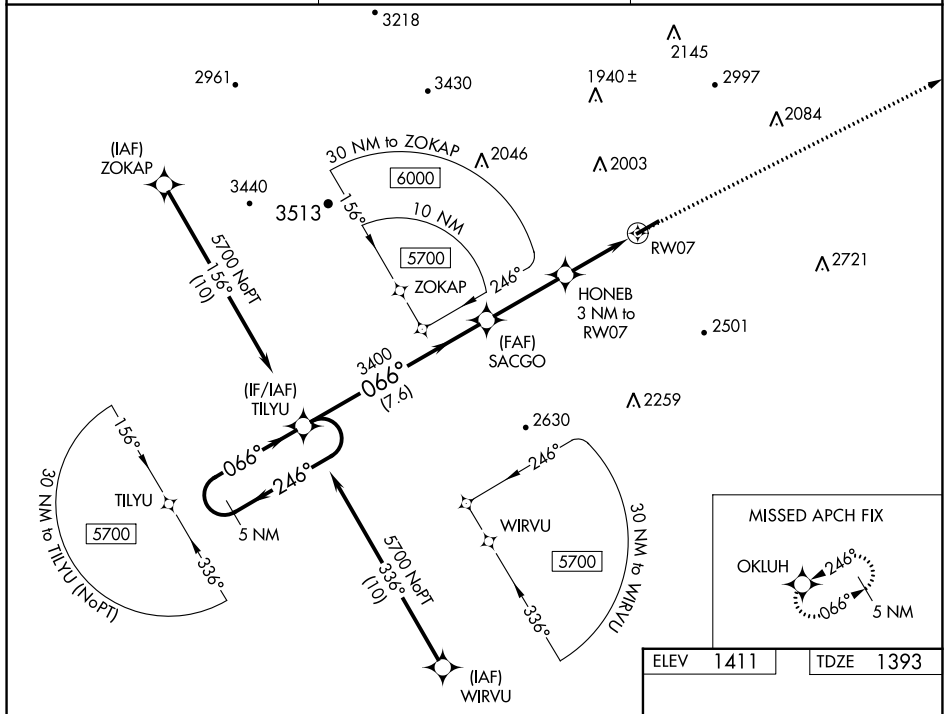 3218
2145
2961
3430
1940 ±
2997
2084
(IAF)
ZOKAP
30 NM to ZOKAP
2046
2003
6000
3440
3513
156°
10 NM
5700 NoPT
156°
(10)
5700
ZOKAP
246°
RW07
2721
HONEB
3 NM to
RW07
2501
(FAF)
SACGO
3400
066°
(7.6)
(IF/IAF)
TILYU
2259
2630
156°
066°
246°
246°
TILYU
5700
5 NM
30 NM to TILYU (NoPT)
336°
WIRVU
5700
30 NM to WIRVU
336°
5700 NoPT
336°
(10)
(IAF)
WIRVU
MISSED APCH FIX
OKLUH
246°
066°
5 NM
ELEV 1411
TDZE 1393